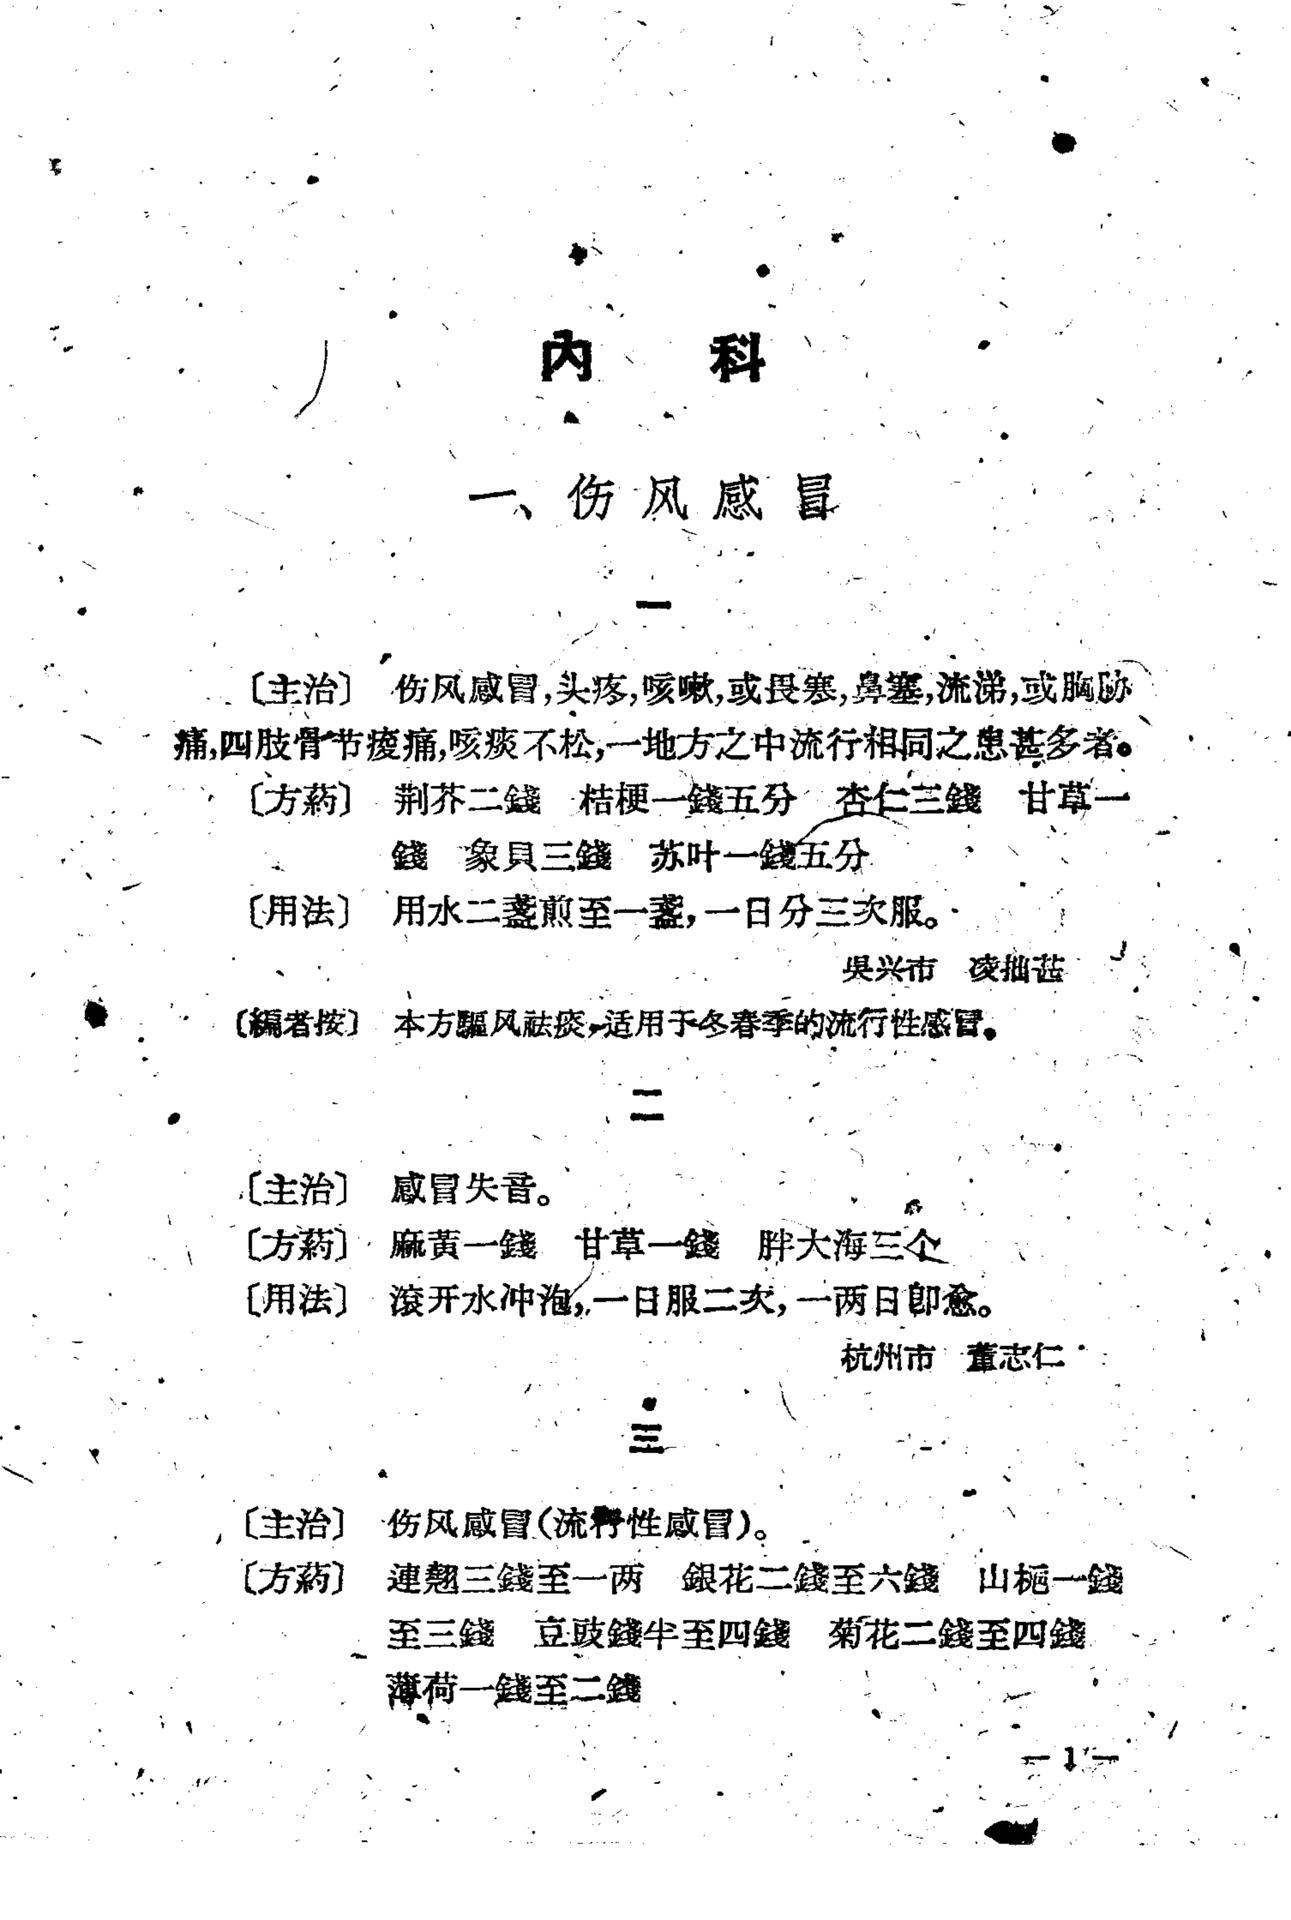 內　科
一、伤风感冒
一
〔主治〕　伤风感冒,头疼,咳嗽,或畏寒,鼻塞,流涕,或胸胁
痛,四肢骨节痠痛,咳痰不松,一地方之中流行相同之患甚多者。
〔方葯〕　荆芥二錢　桔梗一錢五分　杏仁三錢　甘草一
錢　象貝三錢　苏叶一錢五分
〔用法〕　用水二盞煎至一盞,一日分三次服。
吳兴市　凌拙甚
〔編者按〕　本方驅风祛痰,适用于冬春季的流行性感冒。
二
〔主治〕　感冒失音。
〔方葯〕　麻黃一錢　甘草一錢　胖大海三个
〔用法〕　滾开水冲泡,一日服二次,一两日即愈。
杭州市　董志仁
三
〔主治〕　伤风感冒(流行性感冒)。
〔方葯〕　連翘三錢至一两　銀花二錢至六錢　山梔一錢
至三錢　豆豉錢半至四錢　菊花二錢至四錢
薄荷一錢至二錢
— 1 —